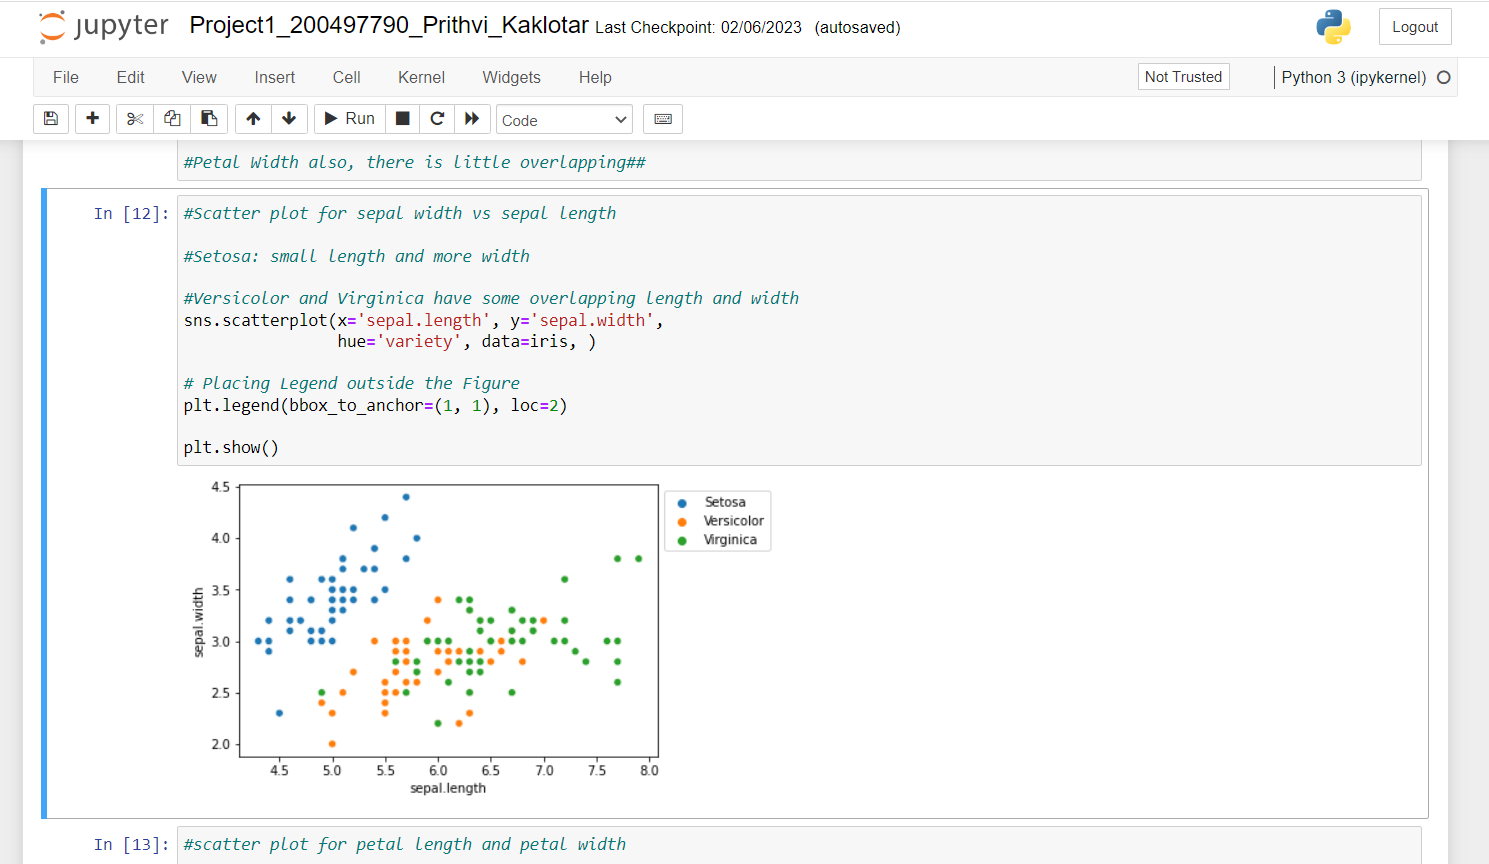 jupyter Project1_200497790_Prithvi_Kaklotar Last Checkpoint: 02/06/2023 (autosaved) Logout
File Edit View Insert Cell Kernel Widgets Help Not Trusted Python 3 (ipykernel)
Run Code
#Petal Width also, there is little overlapping##
In [12]: #Scatter plot for sepal width vs sepal length
#Setosa: small length and more width
#Versicolor and Virginica have some overlapping length and width
sns.scatterplot(x='sepal.length', y='sepal.width',
hue='variety', data=iris, )
# Placing Legend outside the Figure
plt.legend(bbox_to_anchor=(1, 1), loc=2)
plt.show()
4.5
4.0
3.5
3.0
2.5
2.0
sepal.width
4.5 5.0 5.5 6.0 6.5 7.0 7.5 8.0
sepal.length
Setosa
Versicolor
Virginica
In [13]: #scatter plot for petal length and petal width